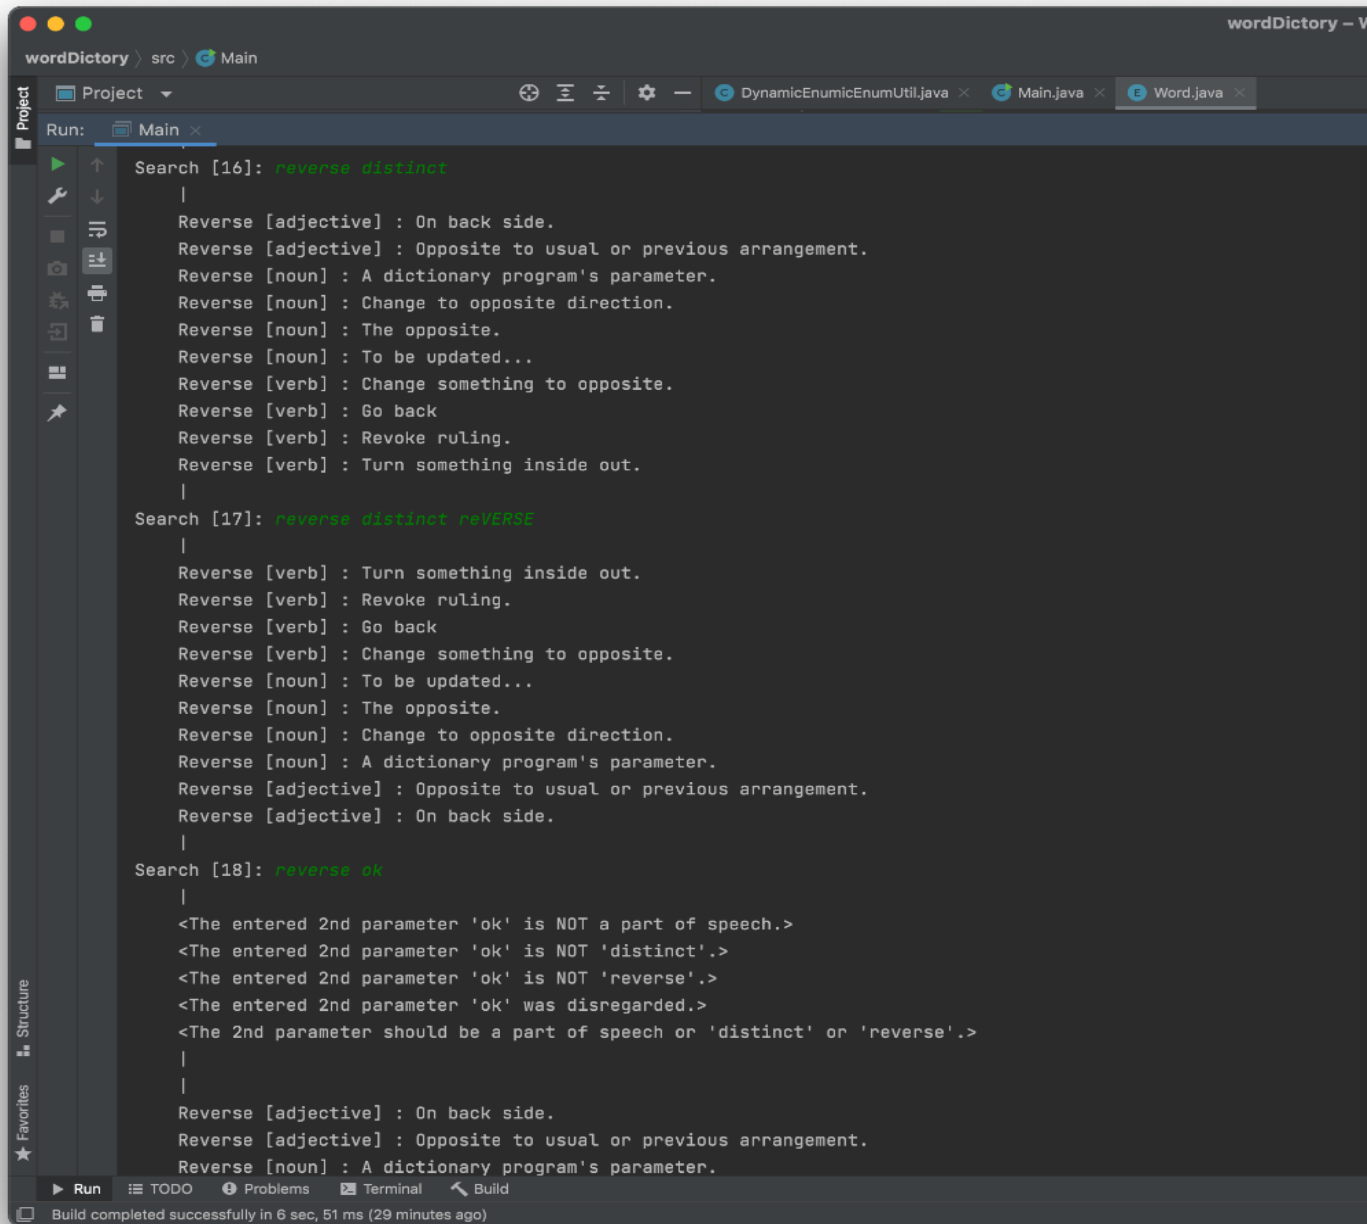 wordDictory – W
wordDictory 〉 src 〉 Main
Project
Project
DynamicEnumicEnumUtil.java
Main.java
Word.java
Run: Main
Search [16]: reverse distinct
|
Reverse [adjective] : On back side.
Reverse [adjective] : Opposite to usual or previous arrangement.
Reverse [noun] : A dictionary program's parameter.
Reverse [noun] : Change to opposite direction.
Reverse [noun] : The opposite.
Reverse [noun] : To be updated...
Reverse [verb] : Change something to opposite.
Reverse [verb] : Go back
Reverse [verb] : Revoke ruling.
Reverse [verb] : Turn something inside out.
|
Search [17]: reverse distinct reVERSE
|
Reverse [verb] : Turn something inside out.
Reverse [verb] : Revoke ruling.
Reverse [verb] : Go back
Reverse [verb] : Change something to opposite.
Reverse [noun] : To be updated...
Reverse [noun] : The opposite.
Reverse [noun] : Change to opposite direction.
Reverse [noun] : A dictionary program's parameter.
Reverse [adjective] : Opposite to usual or previous arrangement.
Reverse [adjective] : On back side.
|
Search [18]: reverse ok
|
<The entered 2nd parameter 'ok' is NOT a part of speech.>
<The entered 2nd parameter 'ok' is NOT 'distinct'.>
<The entered 2nd parameter 'ok' is NOT 'reverse'.>
<The entered 2nd parameter 'ok' was disregarded.>
<The 2nd parameter should be a part of speech or 'distinct' or 'reverse'.>
|
|
Reverse [adjective] : On back side.
Reverse [adjective] : Opposite to usual or previous arrangement.
Reverse [noun] : A dictionary program's parameter.
Structure
Favorites
Run TODO Problems Terminal Build
Build completed successfully in 6 sec, 51 ms (29 minutes ago)